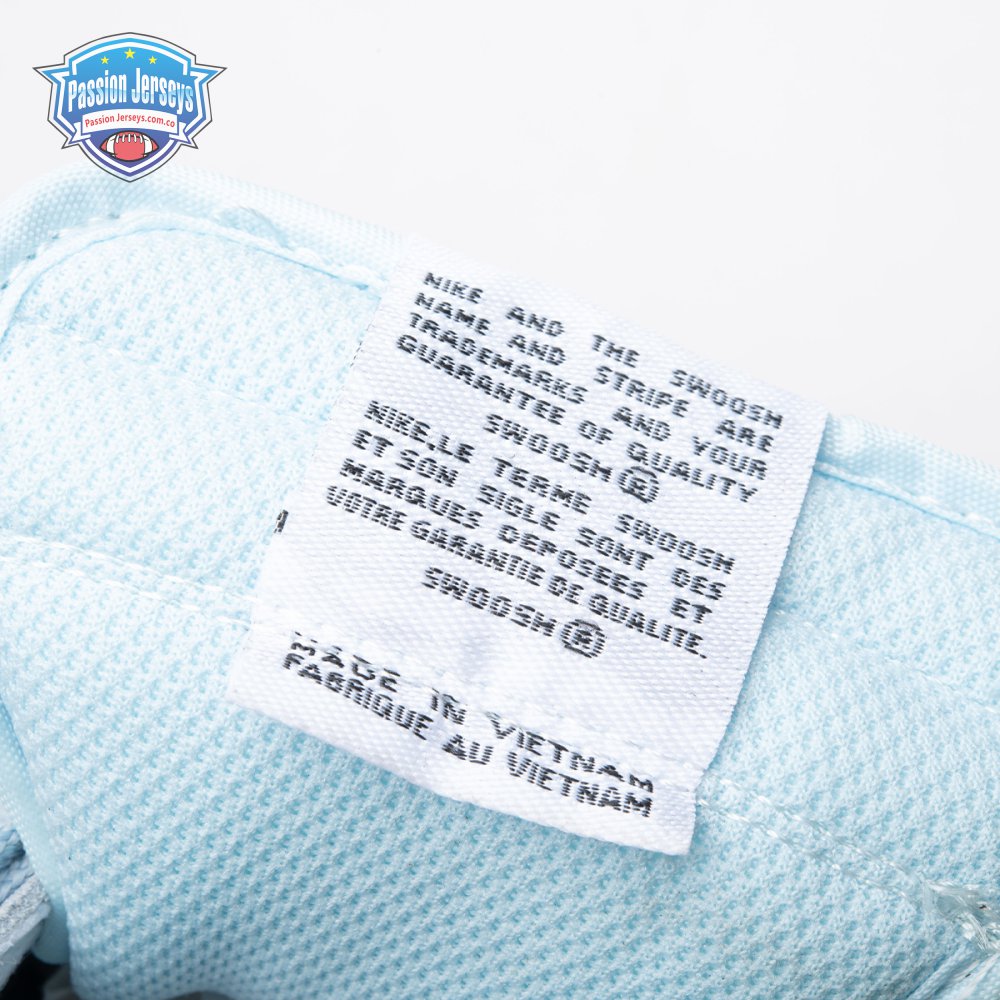 Passion Jerseys
Passion Jerseys.com.co
NIKE AND THE SWOOSH
NAME AND STRIPE ARE
TRADEMARKS AND YOUR
GUARANTEE OF QUALITY
SWOOSH ®
NIKE,LE TERME SWOOSH
ET SON SIGLE SONT DES
MARQUES DEPOSEES ET
VOTRE GARANTIE DE QUALITE.
SWOOSH ®
MADE IN VIETNAM
FABRIQUE AU VIETNAM